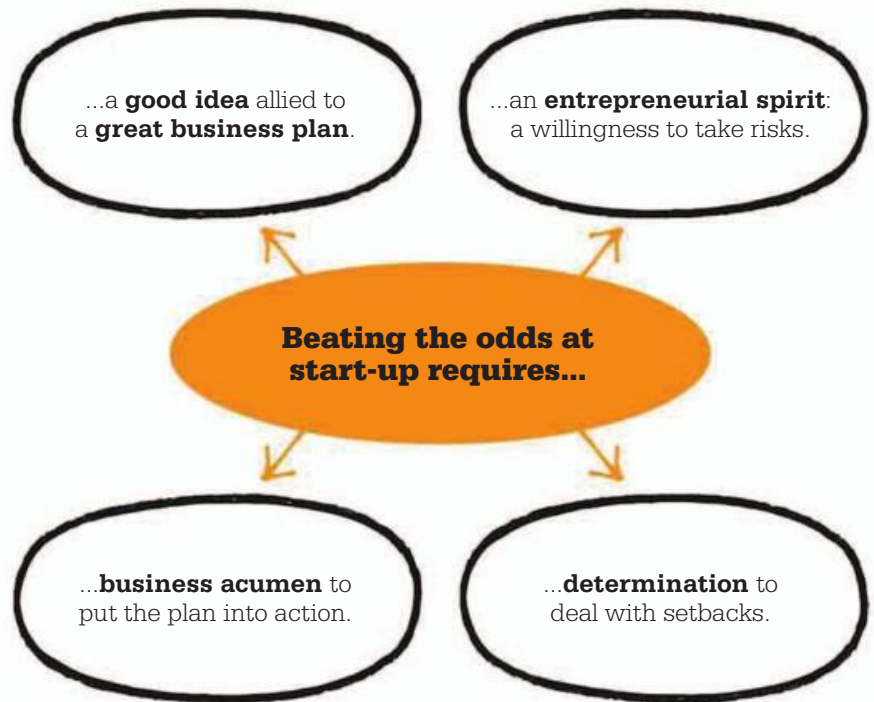 ...a good idea allied to
a great business plan.
...an entrepreneurial spirit:
a willingness to take risks.
Beating the odds at
start-up requires...
...business acumen to
put the plan into action.
...determination to
deal with setbacks.